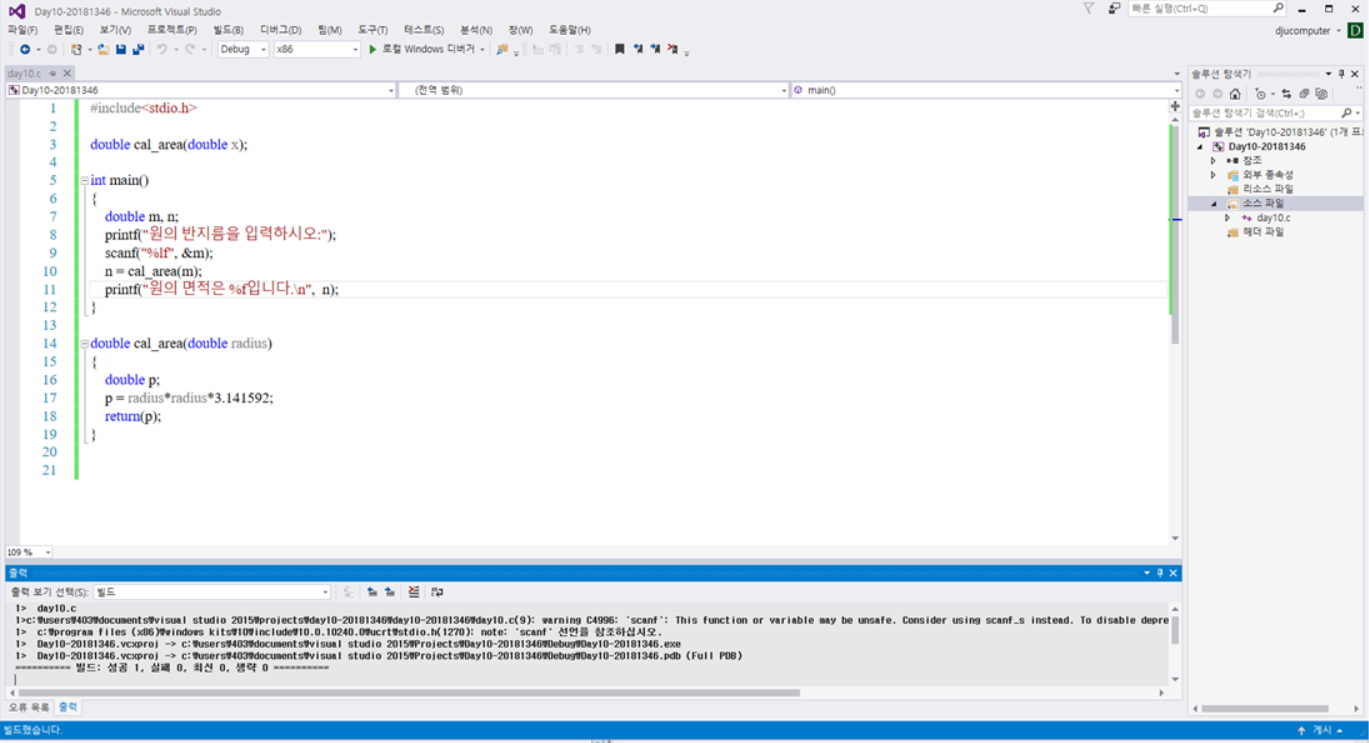 Day10-20181346 - Microsoft Visual Studio
빠른 실행(Ctrl+Q)
파일(F) 편집(E) 보기(V) 프로젝트(P) 빌드(B) 디버그(D) 팀(M) 도구(T) 테스트(S) 분석(N) 창(W) 도움말(H)
djucomputer
D
Debug x86 로컬 Windows 디버거
day10.c
Day10-20181346 (전역 범위) main()
1 #include<stdio.h>
2
3 double cal_area(double x);
4
5 int main()
6 {
7 double m, n;
8 printf("원의 반지름을 입력하시오:");
9 scanf("%lf", &m);
10 n = cal_area(m);
11 printf("원의 면적은 %f입니다.\n", n);
12 }
13
14 double cal_area(double radius)
15 {
16 double p;
17 p = radius*radius*3.141592;
18 return(p);
19 }
20
21
109 %
솔루션 탐색기
솔루션 탐색기 검색(Ctrl+;)
솔루션 'Day10-20181346' (1개 프
Day10-20181346
참조
외부 종속성
리소스 파일
소스 파일
day10.c
헤더 파일
출력
출력 보기 선택(S): 빌드
1> day10.c
1>c:₩users₩403₩documents₩visual studio 2015₩projects₩day10-20181346₩day10-20181346₩day10.c(9): warning C4996: 'scanf': This function or variable may be unsafe. Consider using scanf_s instead. To disable depre
1> c:₩program files (x86)₩windows kits₩10₩include₩10.0.10240.0₩ucrt₩stdio.h(1270): note: 'scanf' 선언을 참조하십시오.
1> Day10-20181346.vcxproj -> c:₩users₩403₩documents₩visual studio 2015₩Projects₩Day10-20181346₩Debug₩Day10-20181346.exe
1> Day10-20181346.vcxproj -> c:₩users₩403₩documents₩visual studio 2015₩Projects₩Day10-20181346₩Debug₩Day10-20181346.pdb (Full PDB)
========== 빌드: 성공 1, 실패 0, 최신 0, 생략 0 ==========
오류 목록 출력
빌드했습니다.
게시